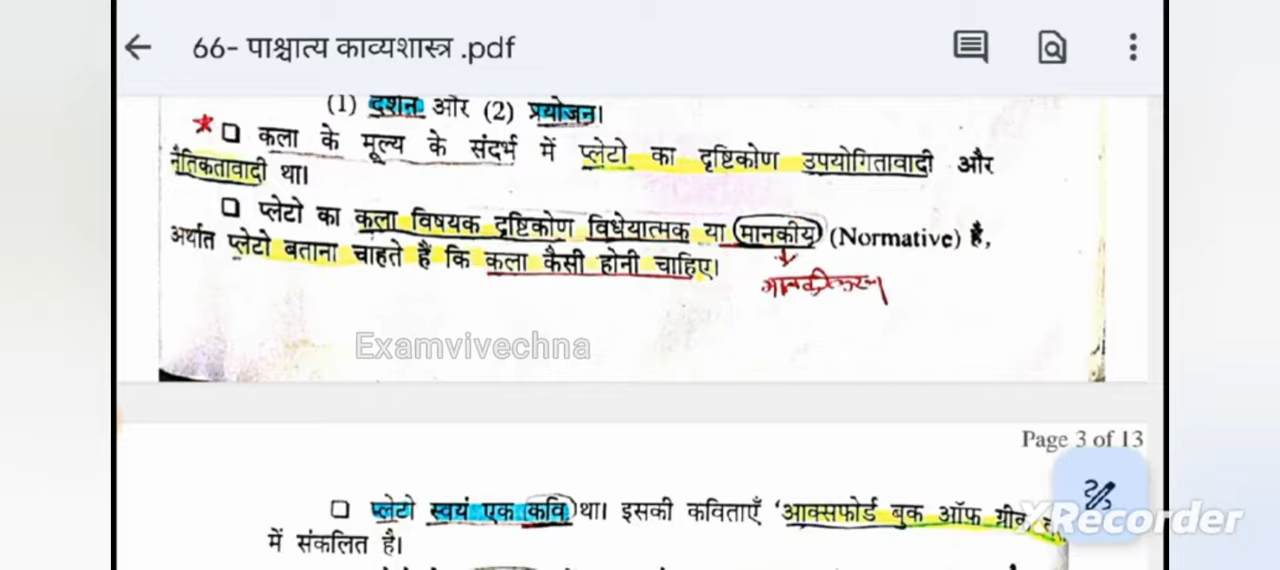 66- पाश्चात्य काव्यशास्त्र .pdf
(1) दर्शन और (2) प्रयोजन।
□ कला के मूल्य के संदर्भ में प्लेटो का दृष्टिकोण उपयोगितावादी और
नैतिकतावादी था।
□ प्लेटो का कला विषयक दृष्टिकोण विधेयात्मक या मानकीय (Normative) है,
अर्थात प्लेटो बताना चाहते हैं कि कला कैसी होनी चाहिए।
Examvivechna
Page 3 of 13
2/3
□ प्लेटो स्वयं एक कवि था। इसकी कविताएँ 'आक्सफोर्ड बुक ऑफ ग्रीक
XRecorder
में संकलित है।